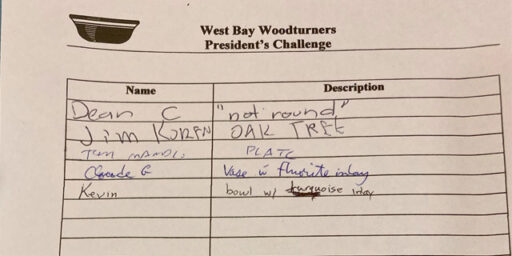 West Bay Woodturners
President's Challenge
Name Description
Dean C "not round"
Jim KOREN OAK TREE
TOM PLATE
Claude G Vase w fluorite inlay
Kevin bowl w/ turquoise inlay